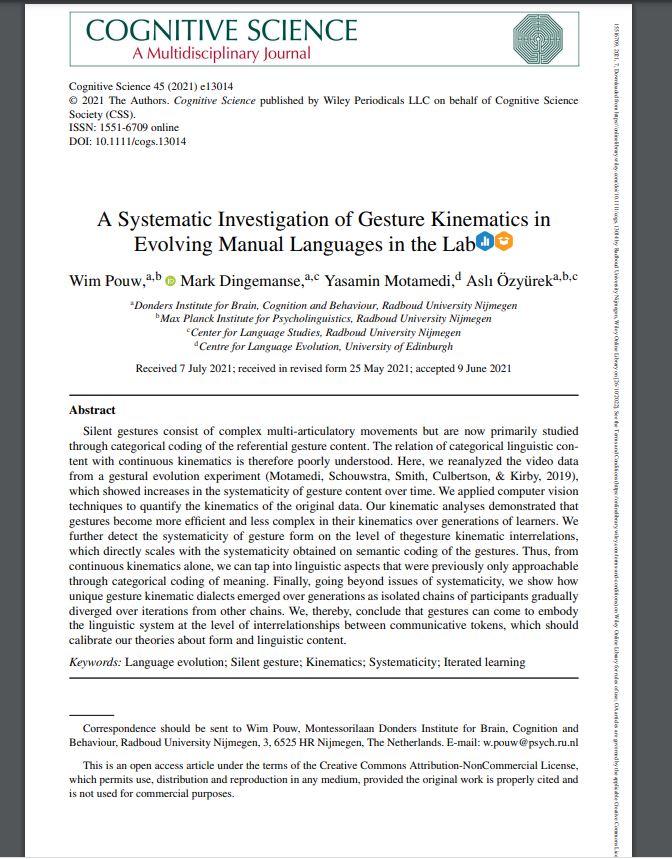 COGNITIVE SCIENCE
A Multidisciplinary Journal
Cognitive Science 45 (2021) e13014
© 2021 The Authors. Cognitive Science published by Wiley Periodicals LLC on behalf of Cognitive Science
Society (CSS).
ISSN: 1551-6709 online
DOI: 10.1111/cogs.13014
A Systematic Investigation of Gesture Kinematics in
Evolving Manual Languages in the Lab
Wim Pouw,a,b Mark Dingemanse,a,c Yasamin Motamedi,d Aslı Özyüreka,b,c
aDonders Institute for Brain, Cognition and Behaviour, Radboud University Nijmegen
bMax Planck Institute for Psycholinguistics, Radboud University Nijmegen
cCenter for Language Studies, Radboud University Nijmegen
dCentre for Language Evolution, University of Edinburgh
Received 7 July 2021; received in revised form 25 May 2021; accepted 9 June 2021
Abstract
Silent gestures consist of complex multi-articulatory movements but are now primarily studied
through categorical coding of the referential gesture content. The relation of categorical linguistic con-
tent with continuous kinematics is therefore poorly understood. Here, we reanalyzed the video data
from a gestural evolution experiment (Motamedi, Schouwstra, Smith, Culbertson, & Kirby, 2019),
which showed increases in the systematicity of gesture content over time. We applied computer vision
techniques to quantify the kinematics of the original data. Our kinematic analyses demonstrated that
gestures become more efficient and less complex in their kinematics over generations of learners. We
further detect the systematicity of gesture form on the level of thegesture kinematic interrelations,
which directly scales with the systematicity obtained on semantic coding of the gestures. Thus, from
continuous kinematics alone, we can tap into linguistic aspects that were previously only approachable
through categorical coding of meaning. Finally, going beyond issues of systematicity, we show how
unique gesture kinematic dialects emerged over generations as isolated chains of participants gradually
diverged over iterations from other chains. We, thereby, conclude that gestures can come to embody
the linguistic system at the level of interrelationships between communicative tokens, which should
calibrate our theories about form and linguistic content.
Keywords: Language evolution; Silent gesture; Kinematics; Systematicity; Iterated learning
Correspondence should be sent to Wim Pouw, Montessorilaan Donders Institute for Brain, Cognition and
Behaviour, Radboud University Nijmegen, 3, 6525 HR Nijmegen, The Netherlands. E-mail: w.pouw@psych.ru.nl
This is an open access article under the terms of the Creative Commons Attribution-NonCommercial License,
which permits use, distribution and reproduction in any medium, provided the original work is properly cited and
is not used for commercial purposes.